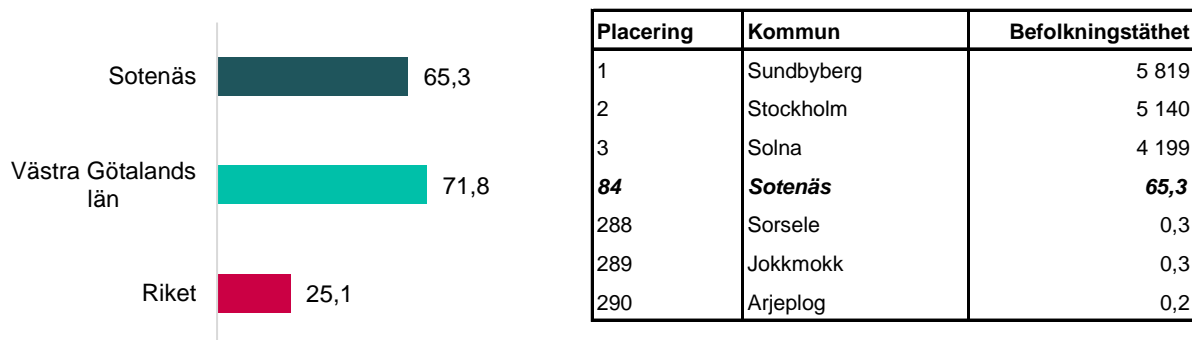 Sotenäs 65,3
Västra Götalands
län 71,8
Riket 25,1
Placering Kommun Befolkningstäthet
1 Sundbyberg 5 819
2 Stockholm 5 140
3 Solna 4 199
84 Sotenäs 65,3
288 Sorsele 0,3
289 Jokkmokk 0,3
290 Arjeplog 0,2